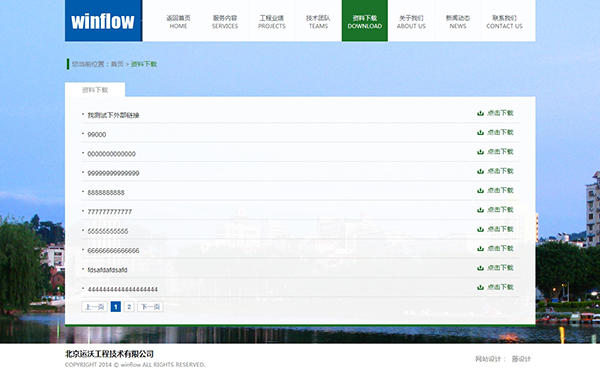 winflow
返回首页 服务内容 工程业绩 技术团队 资料下载 关于我们 新闻动态 联系我们
HOME SERVICES PROJECTS TEAMS DOWNLOAD ABOUT US NEWS CONTACT US
您当前位置：首页 > 资料下载
资料下载
我测试下外部链接 点击下载
99000 点击下载
0000000000000 点击下载
99999999999999 点击下载
8888888888 点击下载
777777777777 点击下载
55555555555 点击下载
66666666666666 点击下载
fdsafdafdsafd 点击下载
4444444444444444444 点击下载
上一页 1 2 下一页
北京运沃工程技术有限公司
COPYRIGHT 2014 © winflow ALL RIGHTS RESERVED.
网站设计： 藤设计